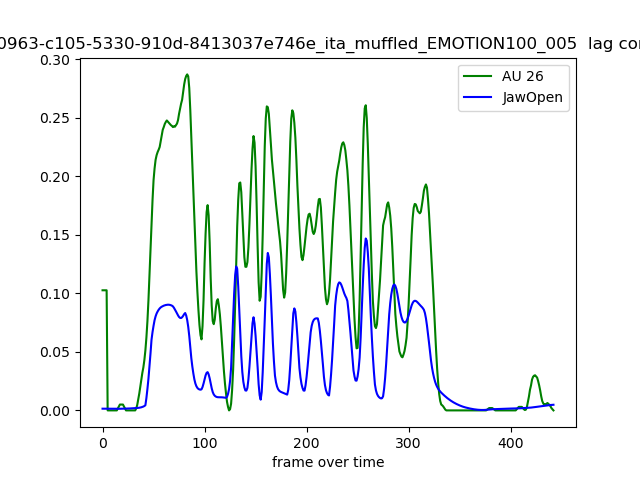 0963-c105-5330-910d-8413037e746e_ita_muffled_EMOTION100_005  lag cor
0.30
0.25
0.20
0.15
0.10
0.05
0.00
AU 26
JawOpen
0 100 200 300 400
frame over time